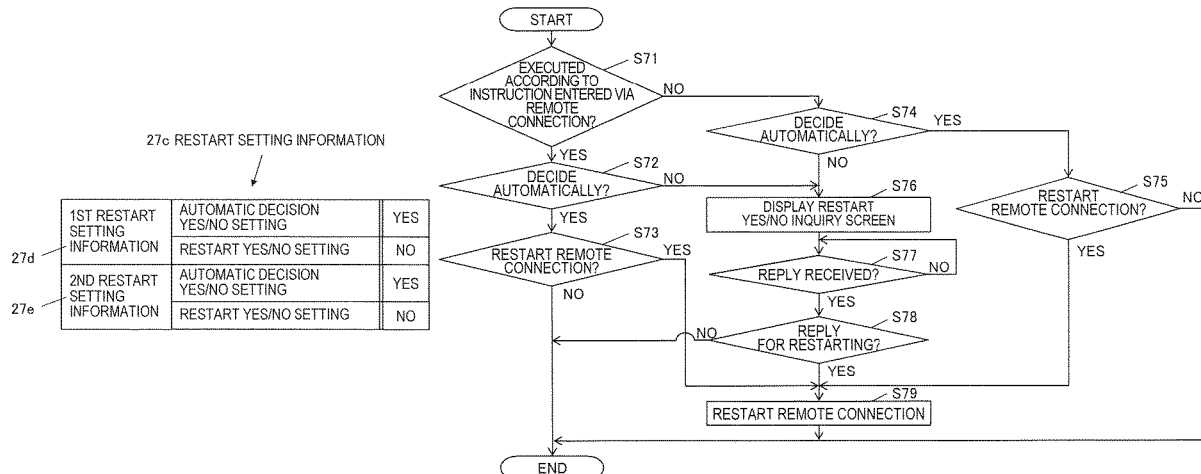 START
S71
EXECUTED
ACCORDING TO
INSTRUCTION ENTERED VIA
REMOTE
CONNECTION?
NO
YES
S74
DECIDE
AUTOMATICALLY?
YES
NO
27c RESTART SETTING INFORMATION
S72
DECIDE
AUTOMATICALLY?
NO
YES
S76
DISPLAY RESTART
YES/NO INQUIRY SCREEN
S75
RESTART
REMOTE CONNECTION?
NO
YES
1ST RESTART
SETTING
INFORMATION
AUTOMATIC DECISION
YES/NO SETTING
YES
RESTART YES/NO SETTING
NO
27d
2ND RESTART
SETTING
INFORMATION
AUTOMATIC DECISION
YES/NO SETTING
YES
RESTART YES/NO SETTING
NO
27e
S73
RESTART REMOTE
CONNECTION?
YES
NO
S77
REPLY RECEIVED?
NO
YES
S78
REPLY
FOR RESTARTING?
NO
YES
S79
RESTART REMOTE CONNECTION
END